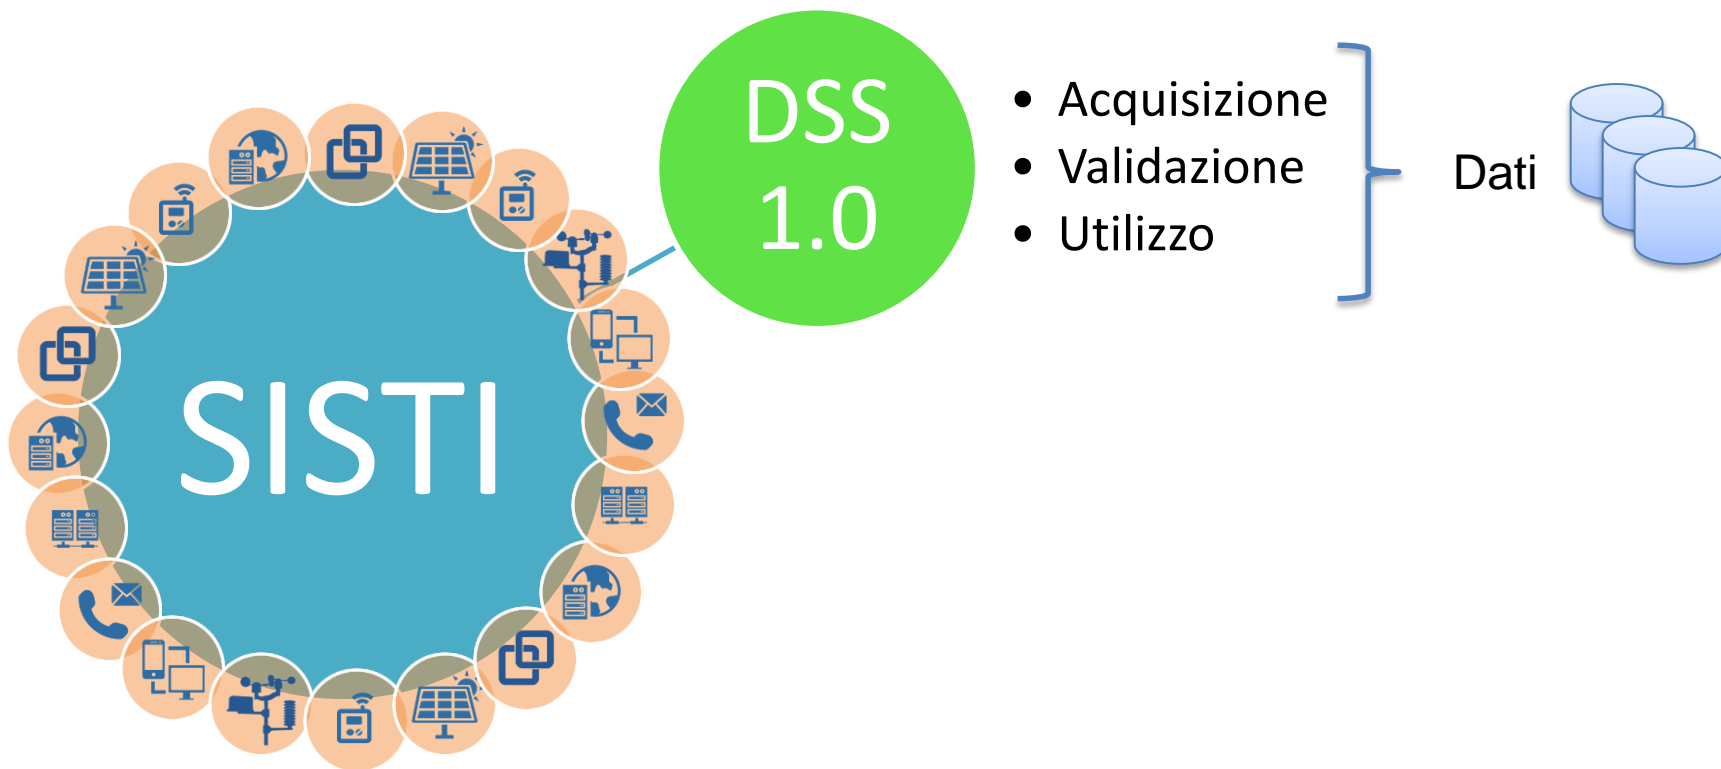 DSS
1.0
• Acquisizione
• Validazione
• Utilizzo
Dati
SISTI